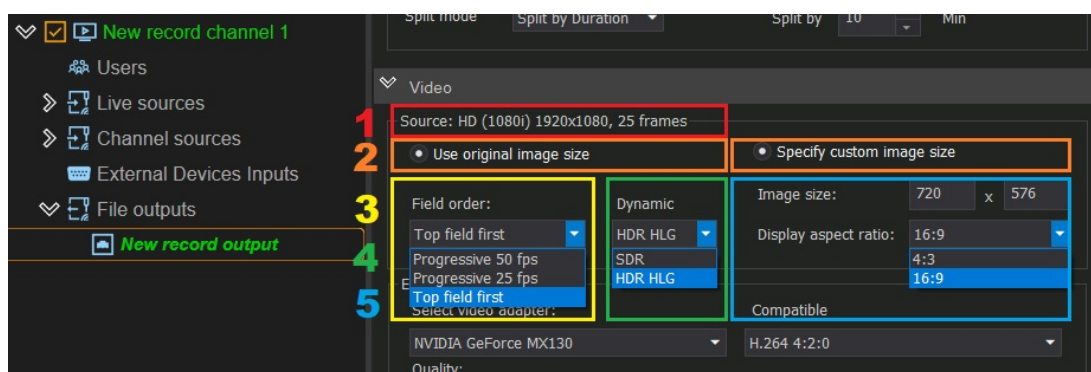 Split mode Split by Duration Split by 10 Min
New record channel 1
Users
Live sources
Channel sources
External Devices Inputs
File outputs
New record output
Video
1 Source: HD (1080i) 1920x1080, 25 frames
2 Use original image size Specify custom image size
3 Field order: Dynamic Image size: 720 x 576
Top field first HDR HLG Display aspect ratio: 16:9
4 Progressive 50 fps SDR 4:3
Progressive 25 fps HDR HLG 16:9
5 Top field first
Select video adapter: Compatible
NVIDIA GeForce MX130 H.264 4:2:0
Quality: